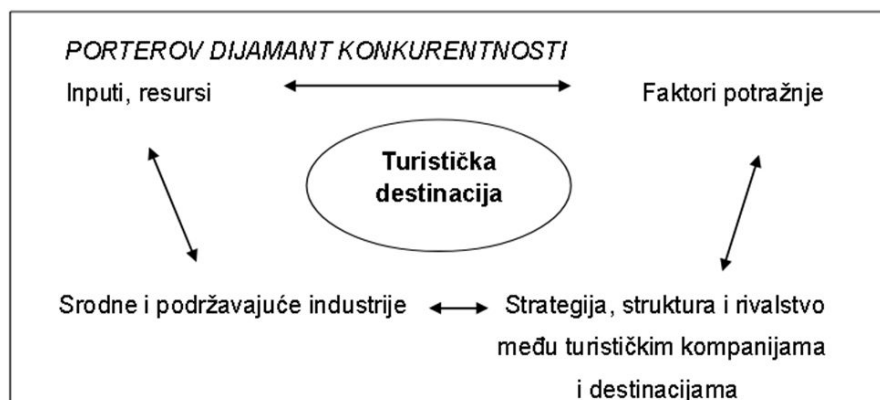 PORTEROV DIJAMANT KONKURENTNOSTI
Inputi, resursi
Faktori potražnje
Turistička
destinacija
Srodne i podržavajuće industrije
Strategija, struktura i rivalstvo
među turističkim kompanijama
i destinacijama